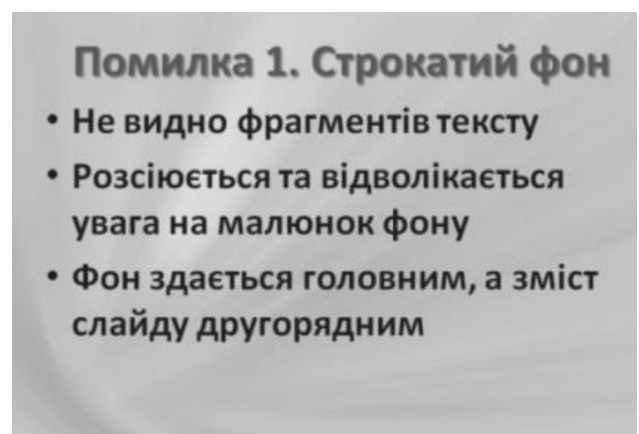 Помилка 1. Строкатий фон
• Не видно фрагментів тексту
• Розсіюється та відволікається
увага на малюнок фону
• Фон здається головним, а зміст
слайду другорядним